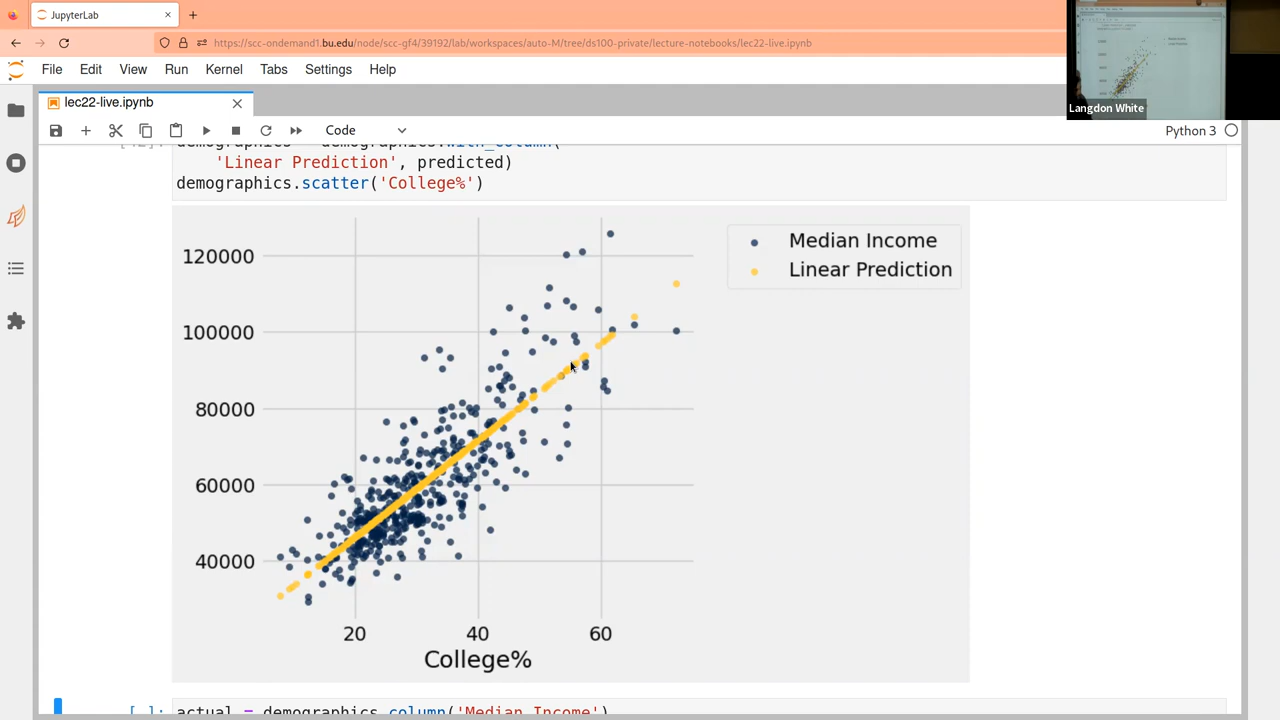 JupyterLab
https://scc-ondemand1.bu.edu/node/scc-gf4/39192/lab/workspaces/auto-M/tree/ds100-private/lecture-notebooks/lec22-live.ipynb
File Edit View Run Kernel Tabs Settings Help
Langdon White
lec22-live.ipynb
Code
Python 3
demographics = demographics.with_column(
'Linear Prediction', predicted)
demographics.scatter('College%')
Median Income
Linear Prediction
120000
100000
80000
60000
40000
20 40 60
College%
[ ]: actual = demographics.column('Median Income')